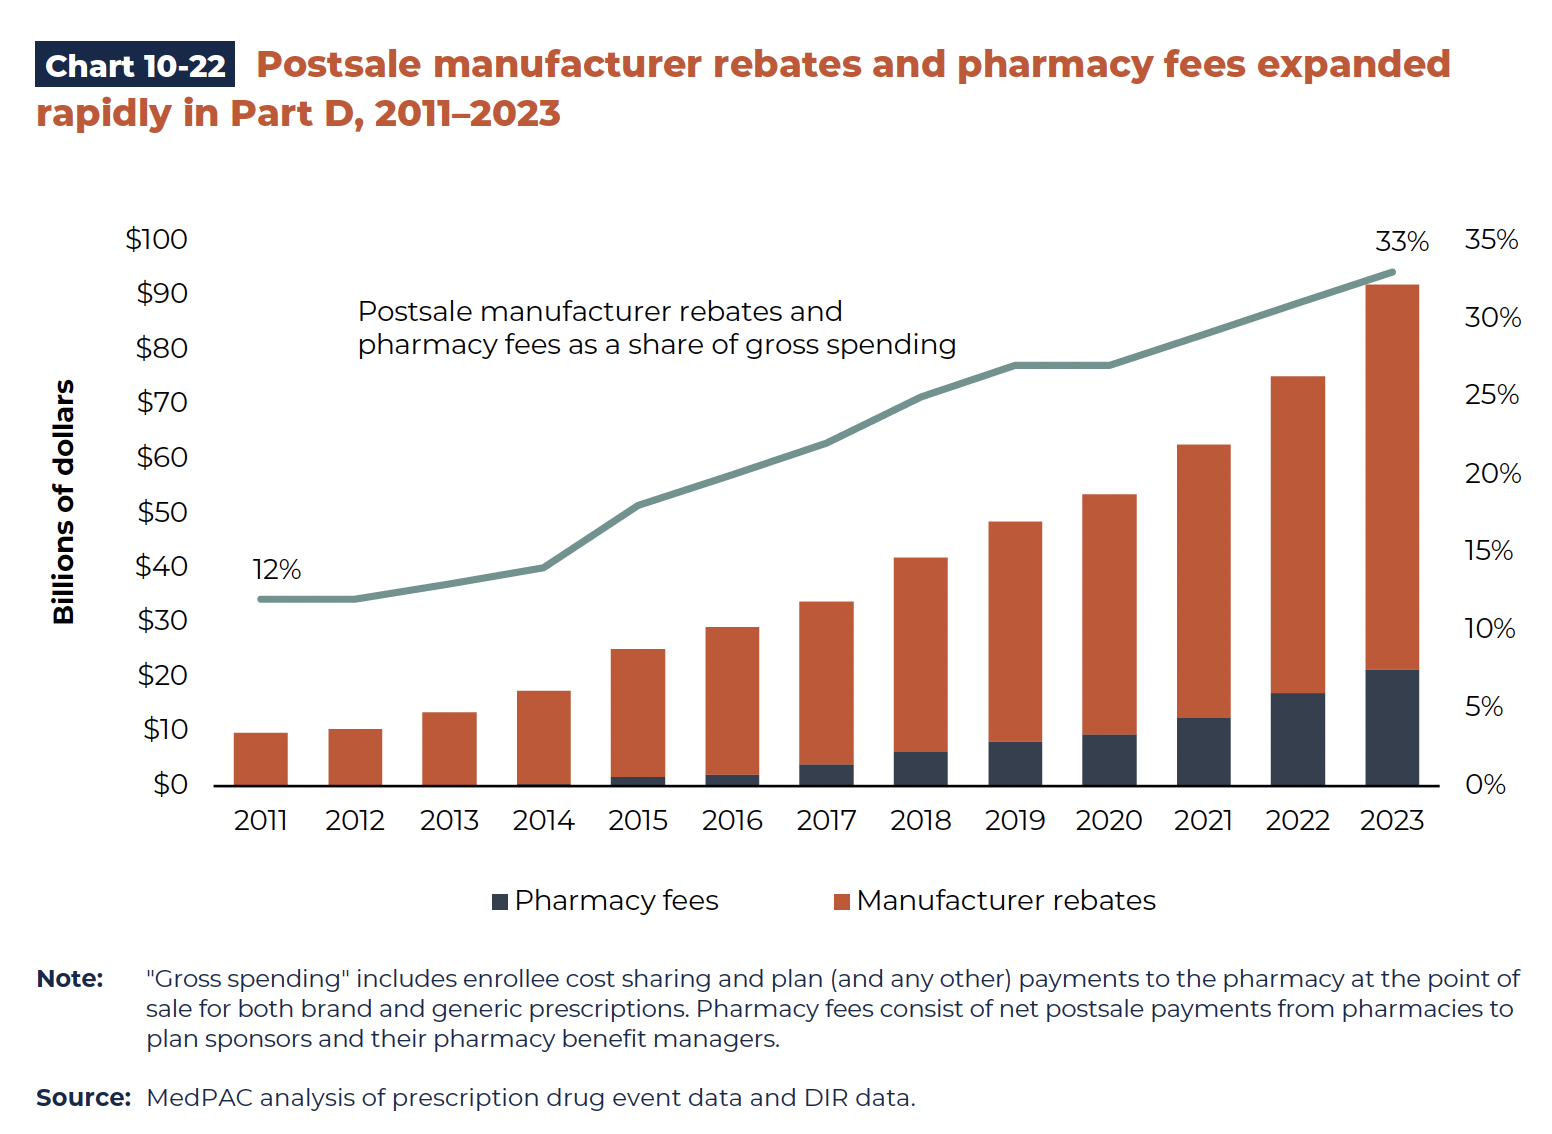 Chart 10-22 Postsale manufacturer rebates and pharmacy fees expanded
rapidly in Part D, 2011–2023
Billions of dollars
$100
$90
$80
$70
$60
$50
$40
$30
$20
$10
$0
Postsale manufacturer rebates and
pharmacy fees as a share of gross spending
12%
33%
35%
30%
25%
20%
15%
10%
5%
0%
2011 2012 2013 2014 2015 2016 2017 2018 2019 2020 2021 2022 2023
Pharmacy fees Manufacturer rebates
Note: "Gross spending" includes enrollee cost sharing and plan (and any other) payments to the pharmacy at the point of
sale for both brand and generic prescriptions. Pharmacy fees consist of net postsale payments from pharmacies to
plan sponsors and their pharmacy benefit managers.
Source: MedPAC analysis of prescription drug event data and DIR data.